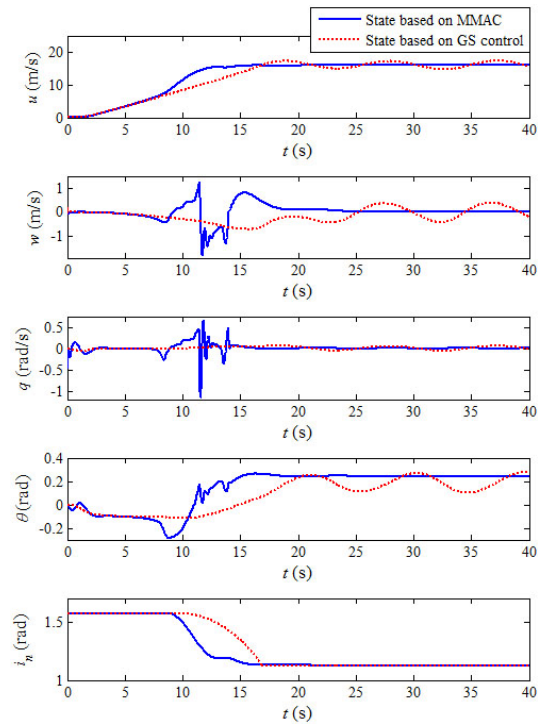 State based on MMAC
State based on GS control
u (m/s)
20
10
0
0 5 10 15 20 25 30 35 40
t (s)
w (m/s)
1
0
-1
0 5 10 15 20 25 30 35 40
t (s)
q (rad/s)
0.5
0
-0.5
-1
0 5 10 15 20 25 30 35 40
t (s)
θ (rad)
0.4
0.2
0
-0.2
0 5 10 15 20 25 30 35 40
t (s)
i_n (rad)
1.5
1
0 5 10 15 20 25 30 35 40
t (s)